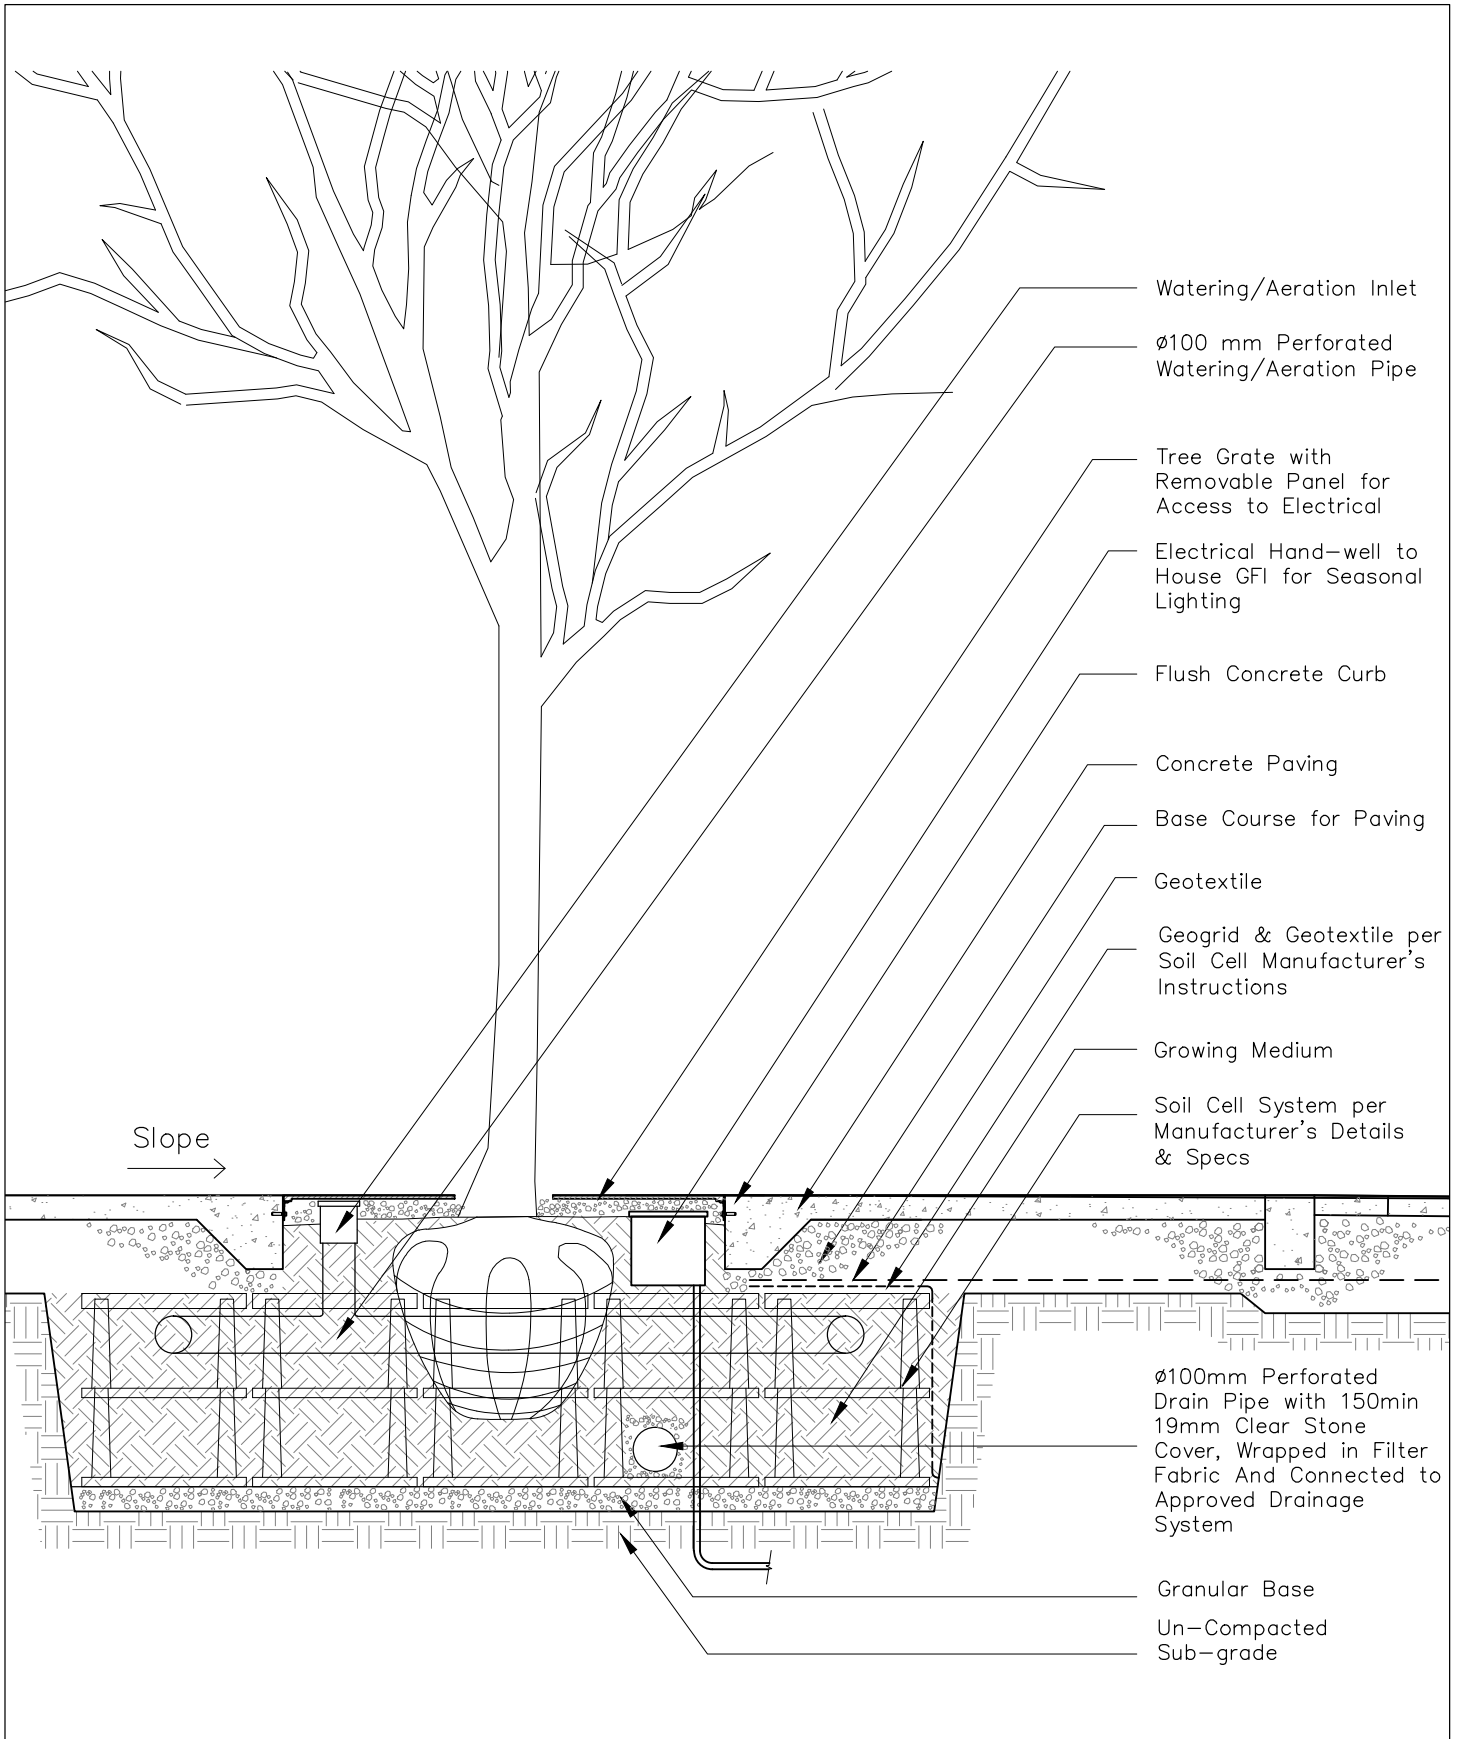 Watering/Aeration Inlet
Ø100 mm Perforated
Watering/Aeration Pipe
Tree Grate with
Removable Panel for
Access to Electrical
Electrical Hand-well to
House GFI for Seasonal
Lighting
Flush Concrete Curb
Concrete Paving
Base Course for Paving
Geotextile
Geogrid & Geotextile per
Soil Cell Manufacturer's
Instructions
Growing Medium
Soil Cell System per
Manufacturer's Details
& Specs
Slope
Ø100mm Perforated
Drain Pipe with 150min
19mm Clear Stone
Cover, Wrapped in Filter
Fabric And Connected to
Approved Drainage
System
Granular Base
Un-Compacted
Sub-grade